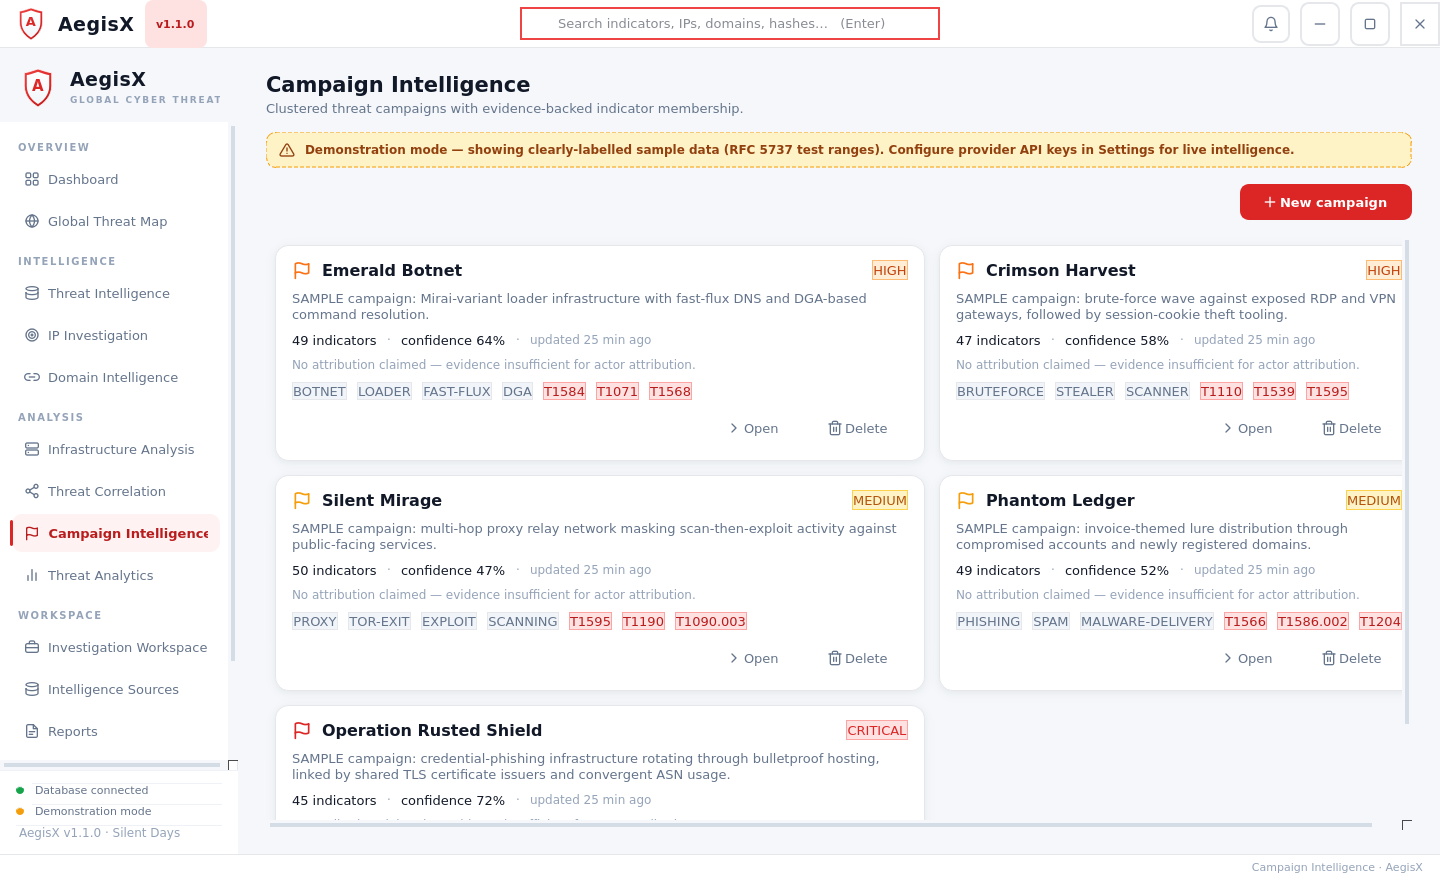 A AegisX v1.1.0
Search indicators, IPs, domains, hashes... (Enter)
A AegisX
GLOBAL CYBER THREAT
OVERVIEW
Dashboard
Global Threat Map
INTELLIGENCE
Threat Intelligence
IP Investigation
Domain Intelligence
ANALYSIS
Infrastructure Analysis
Threat Correlation
Campaign Intelligence
Threat Analytics
WORKSPACE
Investigation Workspace
Intelligence Sources
Reports
Database connected
Demonstration mode
AegisX v1.1.0 · Silent Days
Campaign Intelligence
Clustered threat campaigns with evidence-backed indicator membership.
Demonstration mode — showing clearly-labelled sample data (RFC 5737 test ranges). Configure provider API keys in Settings for live intelligence.
New campaign
Emerald Botnet HIGH
SAMPLE campaign: Mirai-variant loader infrastructure with fast-flux DNS and DGA-based
command resolution.
49 indicators · confidence 64% · updated 25 min ago
No attribution claimed — evidence insufficient for actor attribution.
BOTNET LOADER FAST-FLUX DGA T1584 T1071 T1568
Open Delete
Crimson Harvest HIGH
SAMPLE campaign: brute-force wave against exposed RDP and VPN
gateways, followed by session-cookie theft tooling.
47 indicators · confidence 58% · updated 25 min ago
No attribution claimed — evidence insufficient for actor attribution.
BRUTEFORCE STEALER SCANNER T1110 T1539 T1595
Open Delete
Silent Mirage MEDIUM
SAMPLE campaign: multi-hop proxy relay network masking scan-then-exploit activity against
public-facing services.
50 indicators · confidence 47% · updated 25 min ago
No attribution claimed — evidence insufficient for actor attribution.
PROXY TOR-EXIT EXPLOIT SCANNING T1595 T1190 T1090.003
Open Delete
Phantom Ledger MEDIUM
SAMPLE campaign: invoice-themed lure distribution through
compromised accounts and newly registered domains.
49 indicators · confidence 52% · updated 25 min ago
No attribution claimed — evidence insufficient for actor attribution.
PHISHING SPAM MALWARE-DELIVERY T1566 T1586.002 T1204
Open Delete
Operation Rusted Shield CRITICAL
SAMPLE campaign: credential-phishing infrastructure rotating through bulletproof hosting,
linked by shared TLS certificate issuers and convergent ASN usage.
45 indicators · confidence 72% · updated 25 min ago
Campaign Intelligence · AegisX